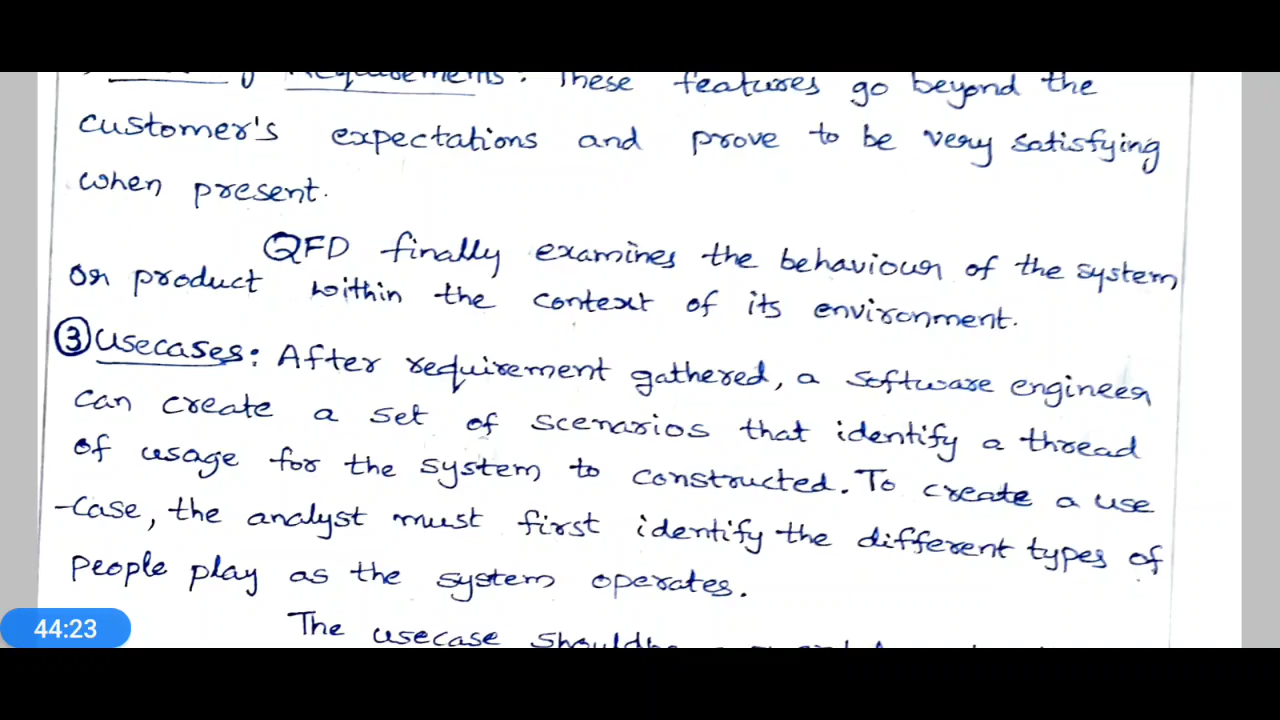 Requirements: These features go beyond the
customer's expectations and prove to be very satisfying
when present.
QFD finally examines the behaviour of the system
or product within the context of its environment.
③ Usecases: After requirement gathered, a software engineer
can create a set of scenarios that identify a thread
of usage for the system to constructed. To create a use
-case, the analyst must first identify the different types of
people play as the system operates.
44:23
The usecase should